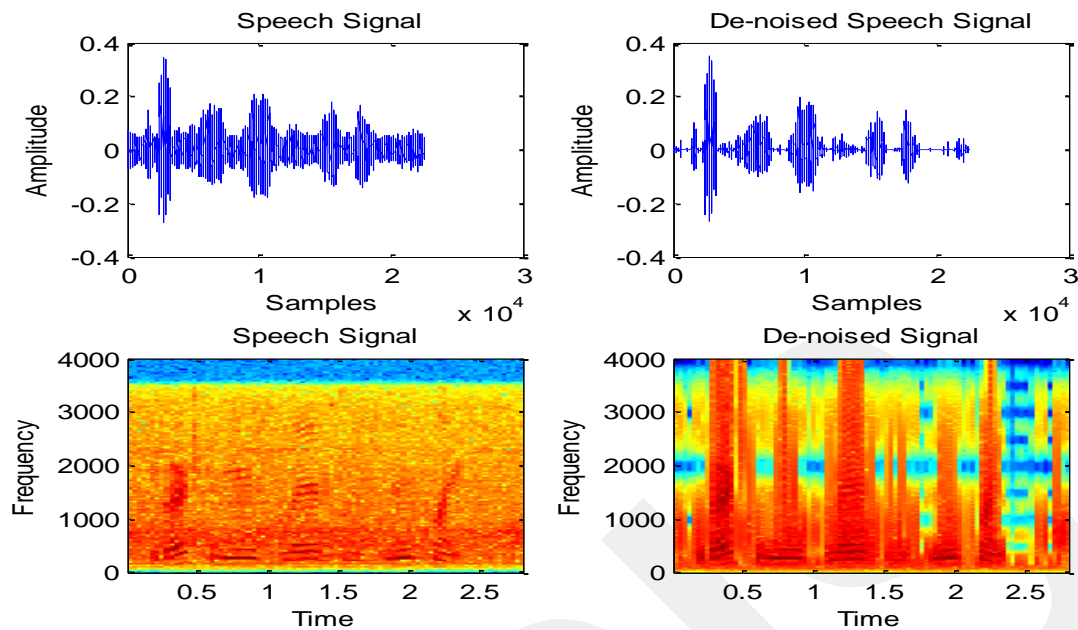 Speech Signal
0.4
0.2
0
-0.2
-0.4
Amplitude
0 1 2 3
Samples
x 10^4
De-noised Speech Signal
0.4
0.2
0
-0.2
-0.4
Amplitude
0 1 2 3
Samples
x 10^4
Speech Signal
4000
3000
2000
1000
0
Frequency
0.5 1 1.5 2 2.5
Time
De-noised Signal
4000
3000
2000
1000
0
Frequency
0.5 1 1.5 2 2.5
Time